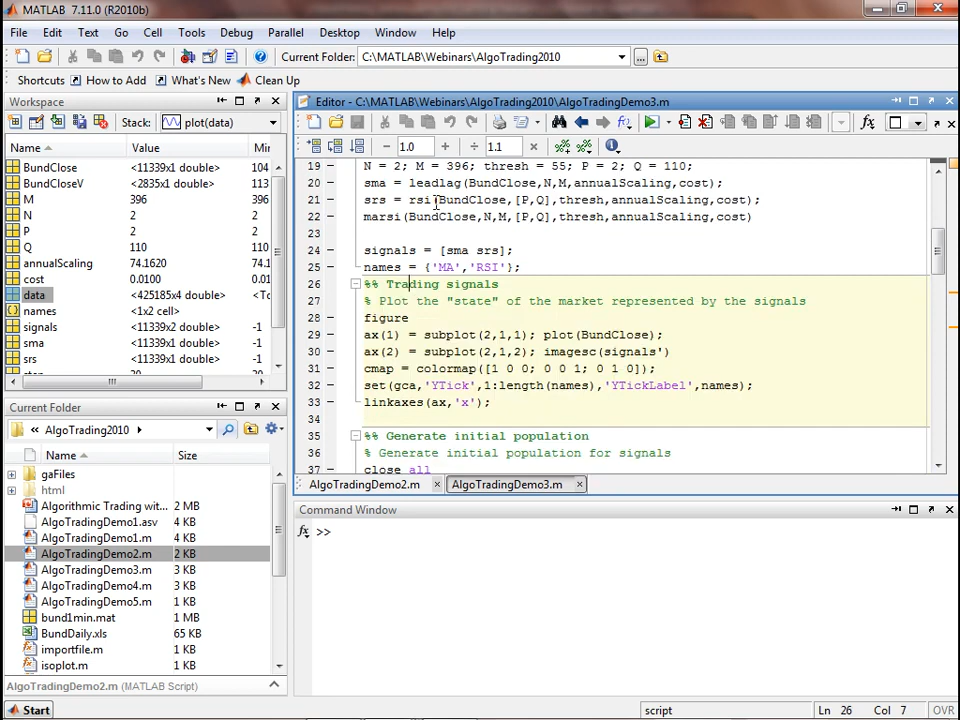 MATLAB 7.11.0 (R2010b)
File Edit Text Go Cell Tools Debug Parallel Desktop Window Help
Current Folder: C:\MATLAB\Webinars\AlgoTrading2010
Shortcuts How to Add What's New Clean Up
Workspace
Stack: plot(data)
Name Value Mi
BundClose <11339x1 double> 104
BundCloseV <2835x1 double> 113
M 396 396
N 2 2
P 2 2
Q 110 110
annualScaling 74.1620 74.1
cost 0.0100 0.01
data <425185x4 double> <To
names <1x2 cell>
signals <11339x2 double> -1
sma <11339x1 double> -1
srs <11339x1 double> -1
Current Folder
« AlgoTrading2010
Name Size
gaFiles
html
Algorithmic Trading wit... 2 MB
AlgoTradingDemo1.asv 4 KB
AlgoTradingDemo1.m 4 KB
AlgoTradingDemo2.m 2 KB
AlgoTradingDemo3.m 3 KB
AlgoTradingDemo4.m 3 KB
AlgoTradingDemo5.m 1 KB
bund1min.mat 1 MB
BundDaily.xls 65 KB
importfile.m 1 KB
isoplot.m 1 KB
AlgoTradingDemo2.m (MATLAB Script)
Start
Editor - C:\MATLAB\Webinars\AlgoTrading2010\AlgoTradingDemo3.m
- 1.0 + ÷ 1.1 ×
19 – N = 2; M = 396; thresh = 55; P = 2; Q = 110;
20 – sma = leadlag(BundClose,N,M,annualScaling,cost);
21 – srs = rsi(BundClose,[P,Q],thresh,annualScaling,cost);
22 – marsi(BundClose,N,M,[P,Q],thresh,annualScaling,cost)
23
24 – signals = [sma srs];
25 – names = {'MA','RSI'};
26 %% Trading signals
27 % Plot the "state" of the market represented by the signals
28 – figure
29 – ax(1) = subplot(2,1,1); plot(BundClose);
30 – ax(2) = subplot(2,1,2); imagesc(signals')
31 – cmap = colormap([1 0 0; 0 0 1; 0 1 0]);
32 – set(gca,'YTick',1:length(names),'YTickLabel',names);
33 – linkaxes(ax,'x');
34
35 %% Generate initial population
36 % Generate initial population for signals
37 – close all
AlgoTradingDemo2.m × AlgoTradingDemo3.m ×
Command Window
fx >>
script Ln 26 Col 7 OVR